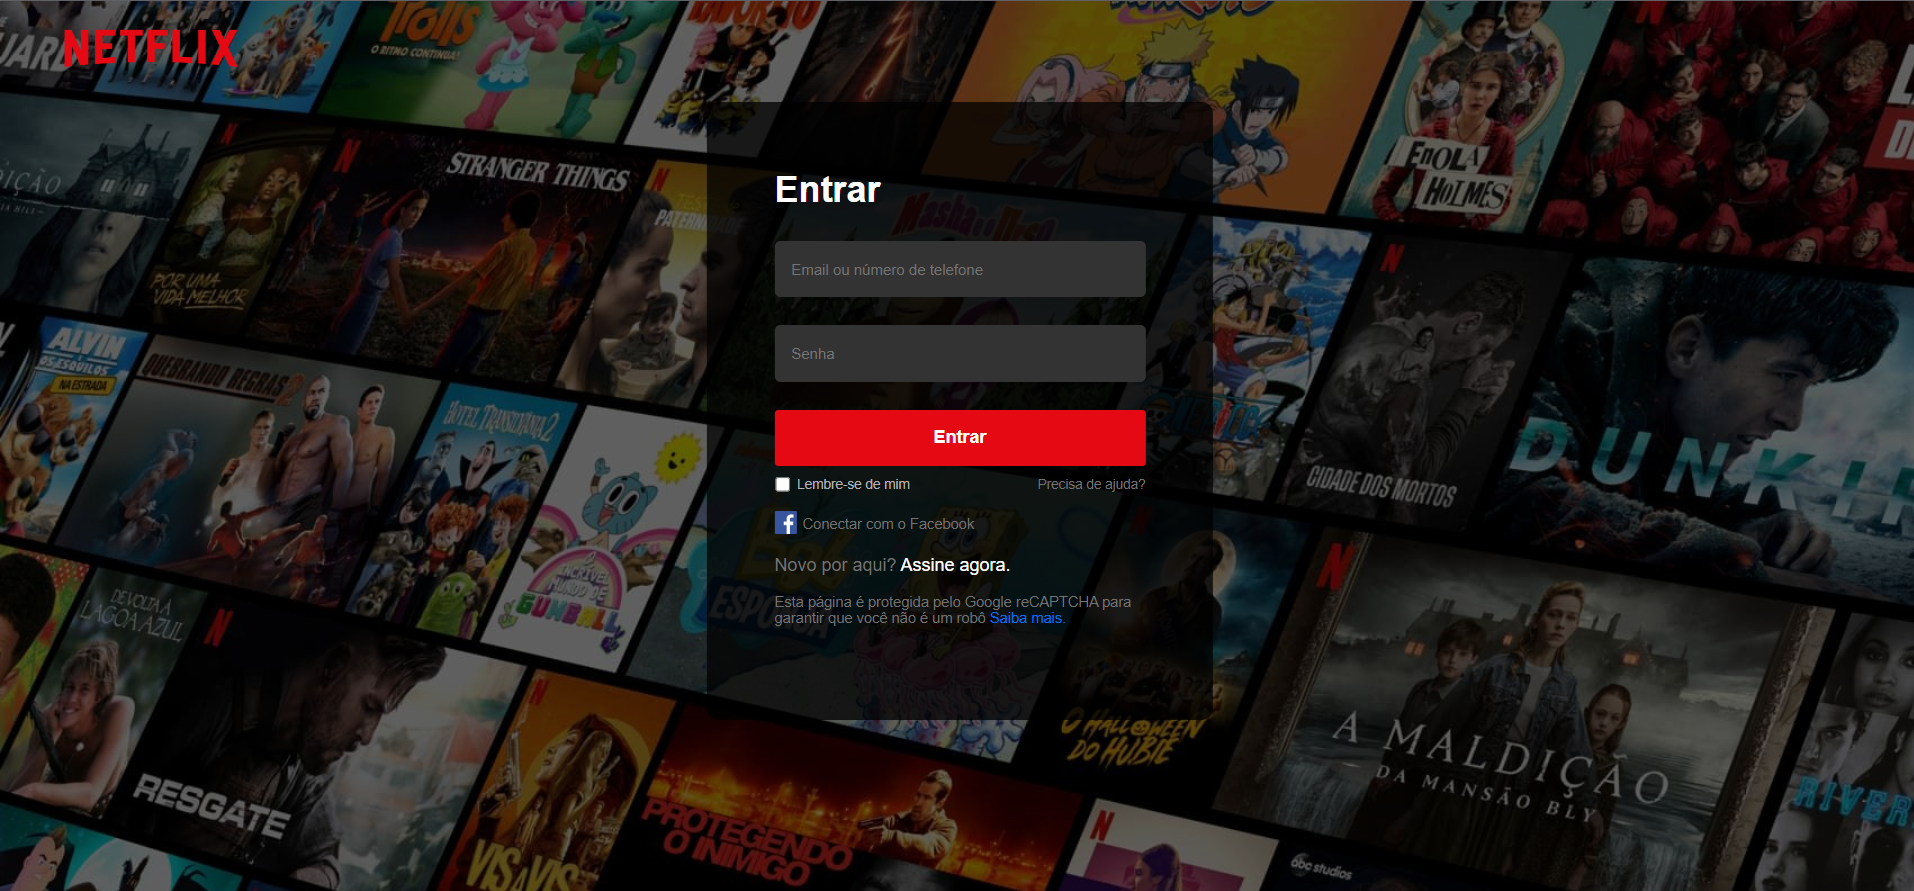 NETFLIX
Trolls
O RITMO CONTINUA!
STRANGER THINGS
ENOLA
HOLMES
POR UMA
VIDA MELHOR
ALVIN
E
OS ESQUILOS
NA ESTRADA
QUEBRANDO REGRAS 2
HOTEL TRANSILVÂNIA 2
O INCRÍVEL
MUNDO DE
GUMBALL
Entrar
Email ou número de telefone
Senha
Entrar
Lembre-se de mim
Precisa de ajuda?
Conectar com o Facebook
Novo por aqui? Assine agora.
Esta página é protegida pelo Google reCAPTCHA para
garantir que você não é um robô Saiba mais.
CIDADE DOS MORTOS
DUNKIR
DE VOLTA À
LAGOA AZUL
RESGATE
VIS A VIS
PROTEGENDO
O INIMIGO
O HALLOWEEN
DO HUBIE
A MALDIÇÃO
DA MANSÃO BLY
RIVER
abc studios